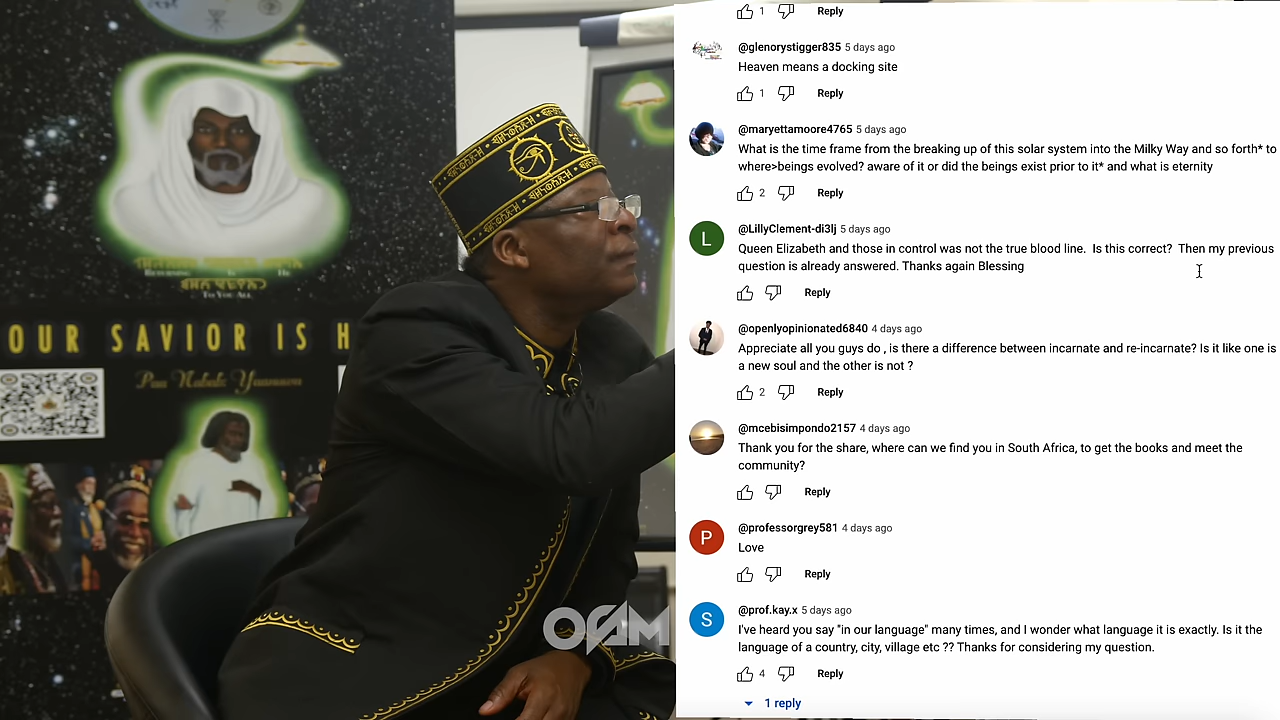 OUR SAVIOR IS H
Paa Nabab Yaanuwn
TO YOU ALL
OGAM
1 Reply
@glenorystigger835 5 days ago
Heaven means a docking site
1 Reply
@maryettamoore4765 5 days ago
What is the time frame from the breaking up of this solar system into the Milky Way and so forth* to
where>beings evolved? aware of it or did the beings exist prior to it* and what is eternity
2 Reply
L
@LillyClement-di3lj 5 days ago
Queen Elizabeth and those in control was not the true blood line. Is this correct? Then my previous
question is already answered. Thanks again Blessing
Reply
@openlyopinionated6840 4 days ago
Appreciate all you guys do , is there a difference between incarnate and re-incarnate? Is it like one is
a new soul and the other is not ?
2 Reply
@mcebisimpondo2157 4 days ago
Thank you for the share, where can we find you in South Africa, to get the books and meet the
community?
Reply
P
@professorgrey581 4 days ago
Love
Reply
S
@prof.kay.x 5 days ago
I've heard you say "in our language" many times, and I wonder what language it is exactly. Is it the
language of a country, city, village etc ?? Thanks for considering my question.
4 Reply
1 reply